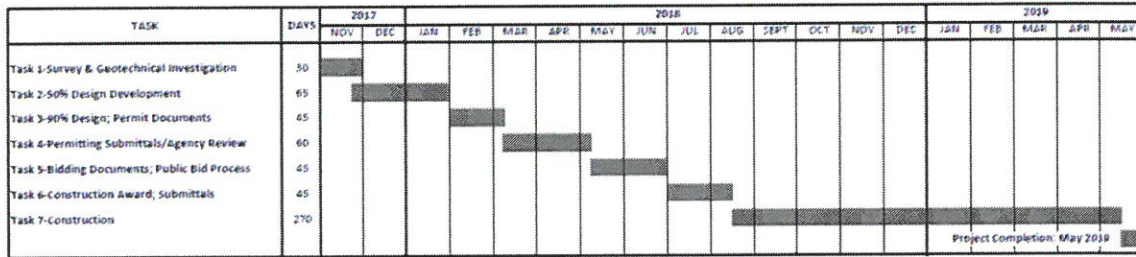 TASK DAYS 2017 2018 2019
NOV DEC JAN FEB MAR APR MAY JUN JUL AUG SEPT OCT NOV DEC JAN FEB MAR APR MAY
Task 1-Survey & Geotechnical Investigation 30
Task 2-50% Design Development 65
Task 3-90% Design; Permit Documents 45
Task 4-Permitting Submittals/Agency Review 60
Task 5-Bidding Documents; Public Bid Process 45
Task 6-Construction Award; Submittals 45
Task 7-Construction 270
Project Completion: May 2019